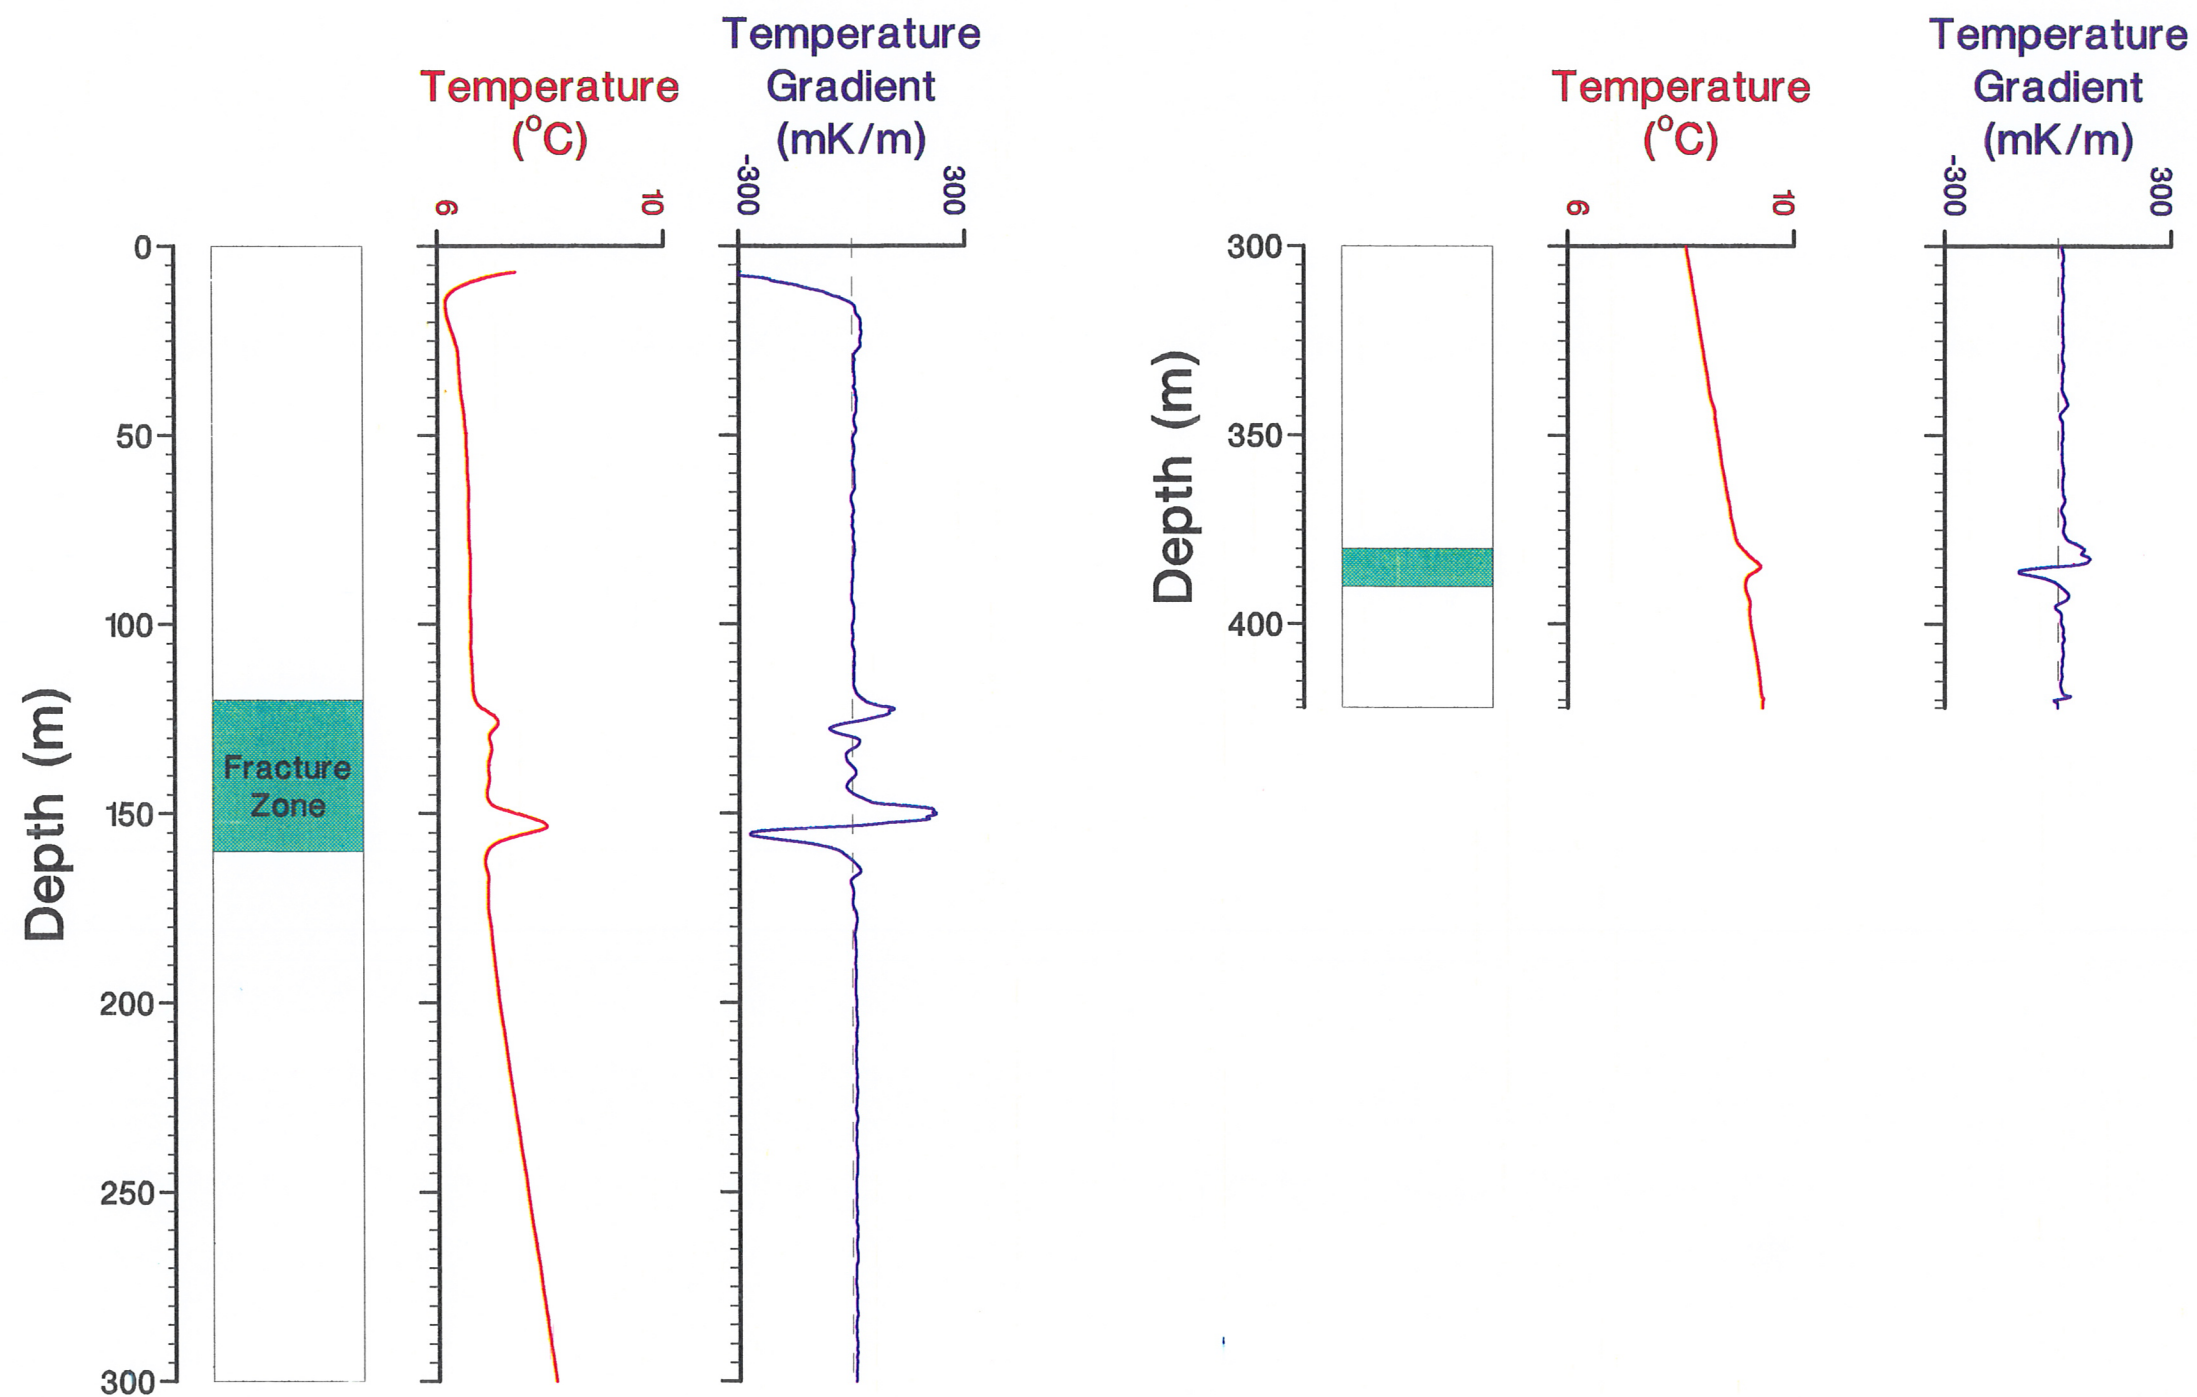 Temperature
(°C)
6
10
Temperature
Gradient
(mK/m)
-300
300
Depth (m)
0
50
100
150
200
250
300
Fracture
Zone
Temperature
(°C)
6
10
Temperature
Gradient
(mK/m)
-300
300
Depth (m)
300
350
400